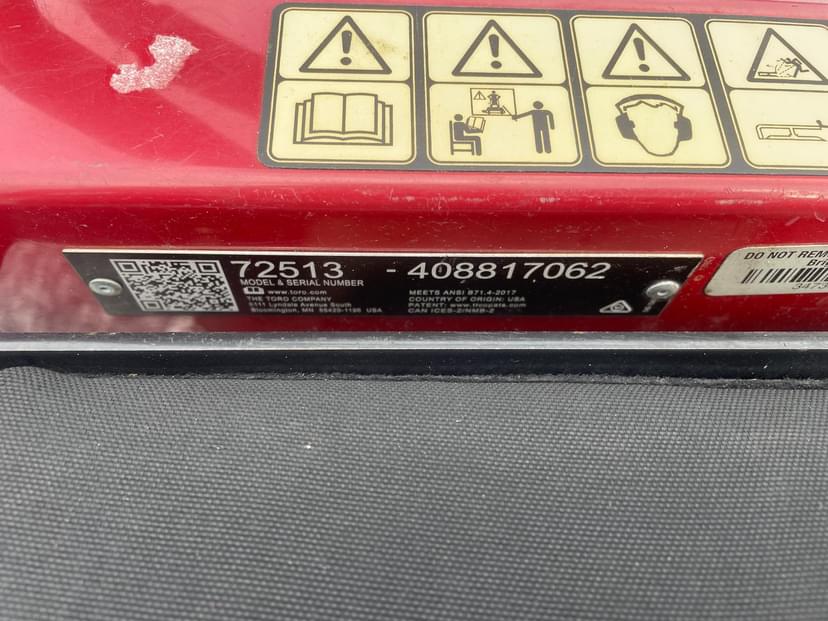 72513 - 408817062
MODEL & SERIAL NUMBER
www.toro.com
THE TORO COMPANY
8111 Lyndale Avenue South
Bloomington, MN 55420-1196 USA
MEETS ANSI B71.4-2017
COUNTRY OF ORIGIN: USA
PATENT: www.ttcopats.com
CAN ICES-2/NMB-2
DO NOT REM